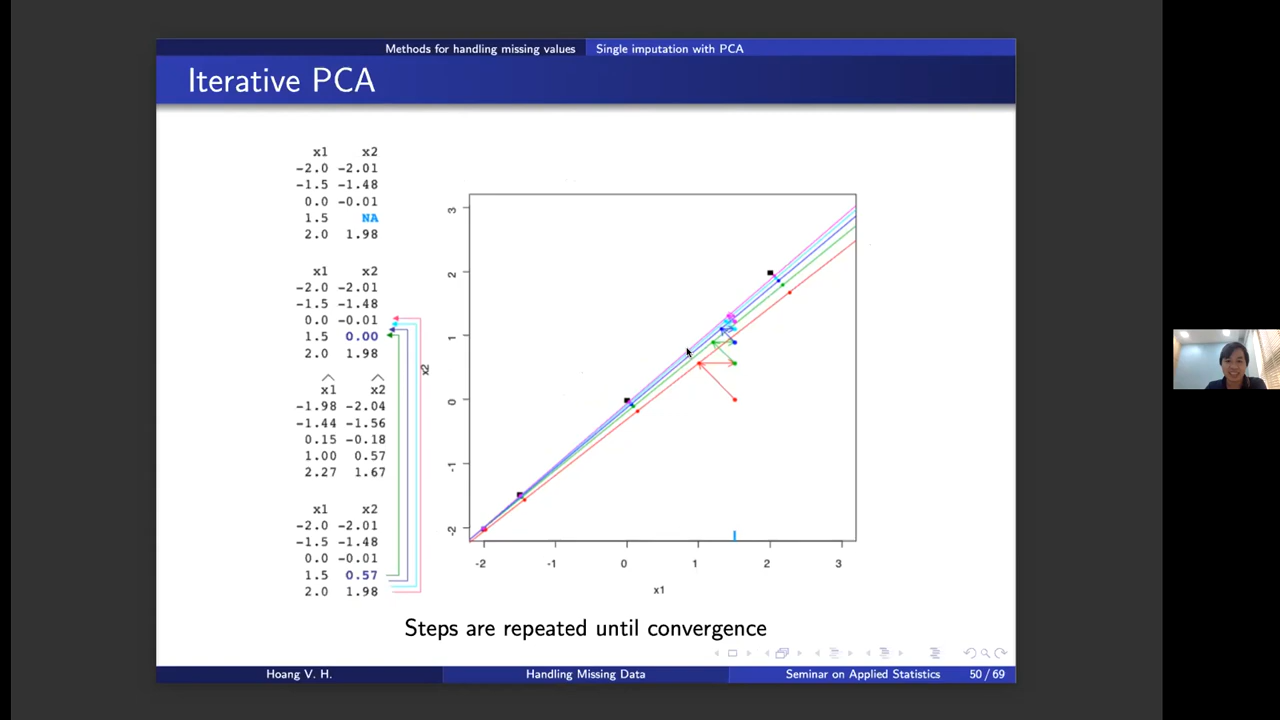 Methods for handling missing values Single imputation with PCA
Iterative PCA
x1 x2
-2.0 -2.01
-1.5 -1.48
0.0 -0.01
1.5 NA
2.0 1.98
x1 x2
-2.0 -2.01
-1.5 -1.48
0.0 -0.01
1.5 0.00
2.0 1.98
^ ^
x1 x2
-1.98 -2.04
-1.44 -1.56
0.15 -0.18
1.00 0.57
2.27 1.67
x1 x2
-2.0 -2.01
-1.5 -1.48
0.0 -0.01
1.5 0.57
2.0 1.98
x2
3
2
1
0
-1
-2
-2 -1 0 1 2 3
x1
Steps are repeated until convergence
Hoang V. H. Handling Missing Data Seminar on Applied Statistics 50 / 69